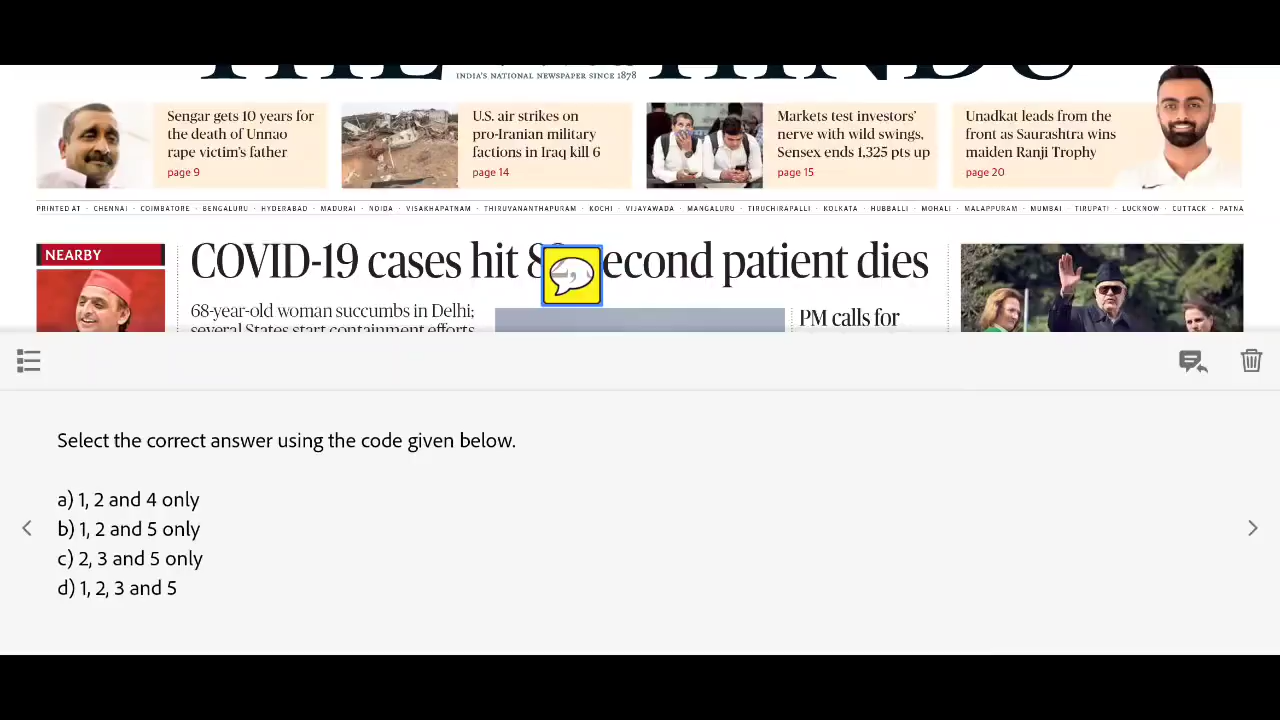 INDIA'S NATIONAL NEWSPAPER SINCE 1878
Sengar gets 10 years for
the death of Unnao
rape victim's father
page 9
U.S. air strikes on
pro-Iranian military
factions in Iraq kill 6
page 14
Markets test investors'
nerve with wild swings,
Sensex ends 1,325 pts up
page 15
Unadkat leads from the
front as Saurashtra wins
maiden Ranji Trophy
page 20
PRINTED AT · CHENNAI · COIMBATORE · BENGALURU · HYDERABAD · MADURAI · NOIDA · VISAKHAPATNAM · THIRUVANANTHAPURAM · KOCHI · VIJAYAWADA · MANGALURU · TIRUCHIRAPALLI · KOLKATA · HUBBALLI · MOHALI · MALAPPURAM · MUMBAI · TIRUPATI · LUCKNOW · CUTTACK · PATNA
NEARBY
COVID-19 cases hit patient dies
68-year-old woman succumbs in Delhi;
several States start containment efforts
PM calls for
Select the correct answer using the code given below.
a) 1, 2 and 4 only
b) 1, 2 and 5 only
c) 2, 3 and 5 only
d) 1, 2, 3 and 5